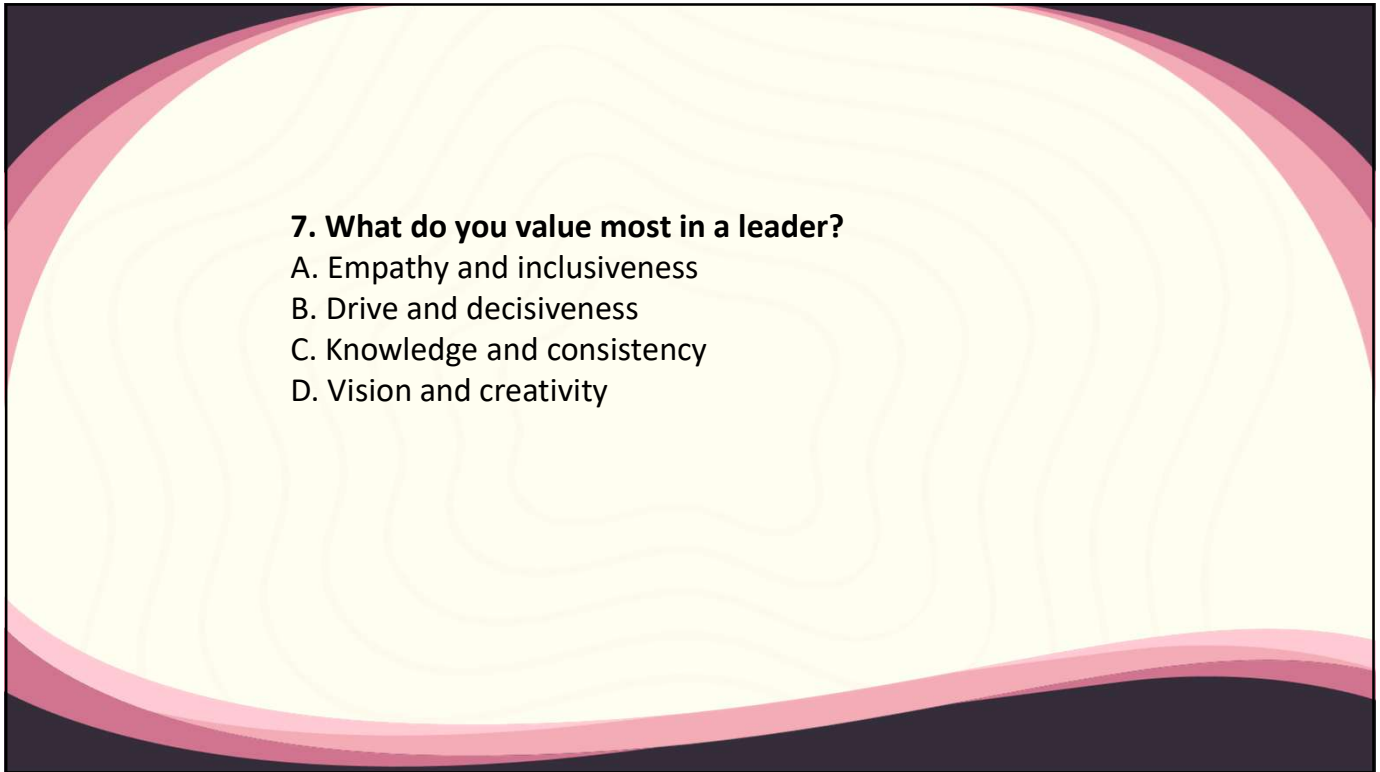 7. What do you value most in a leader?
A. Empathy and inclusiveness
B. Drive and decisiveness
C. Knowledge and consistency
D. Vision and creativity